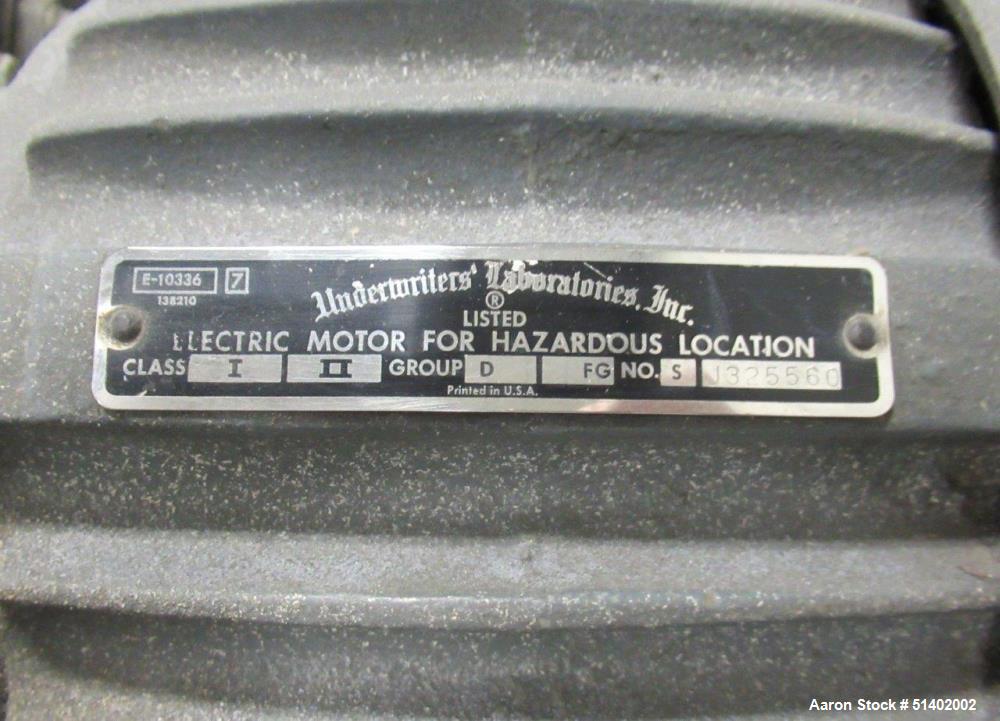 E-10336 7
138210
Underwriters' Laboratories, Inc.
®
LISTED
ELECTRIC MOTOR FOR HAZARDOUS LOCATION
CLASS I II GROUP D FG NO. S J325560
Printed in U.S.A.
Aaron Stock # 51402002